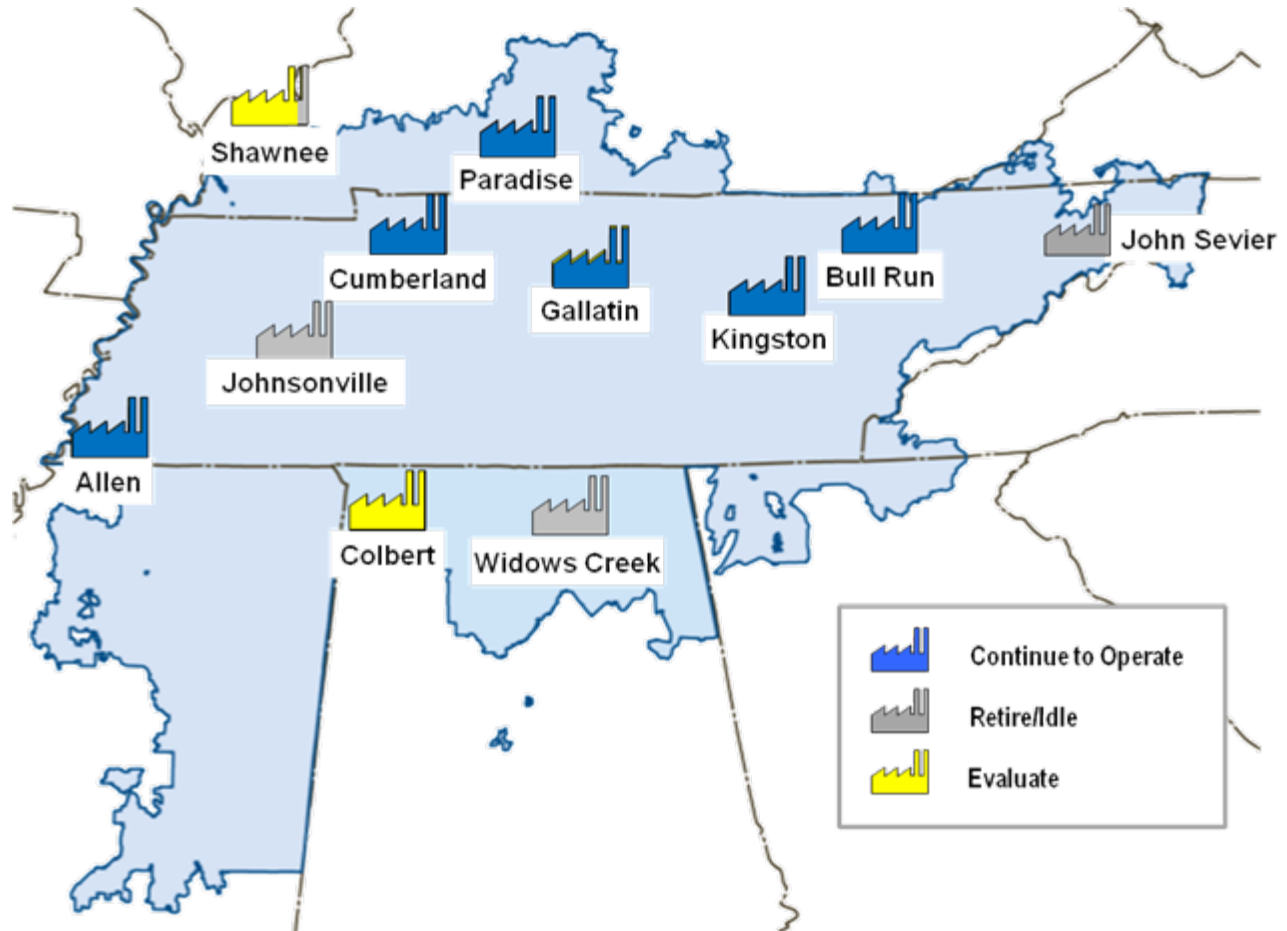 Shawnee
Paradise
Cumberland
Gallatin
Bull Run
John Sevier
Kingston
Johnsonville
Allen
Colbert
Widows Creek
Continue to Operate
Retire/Idle
Evaluate